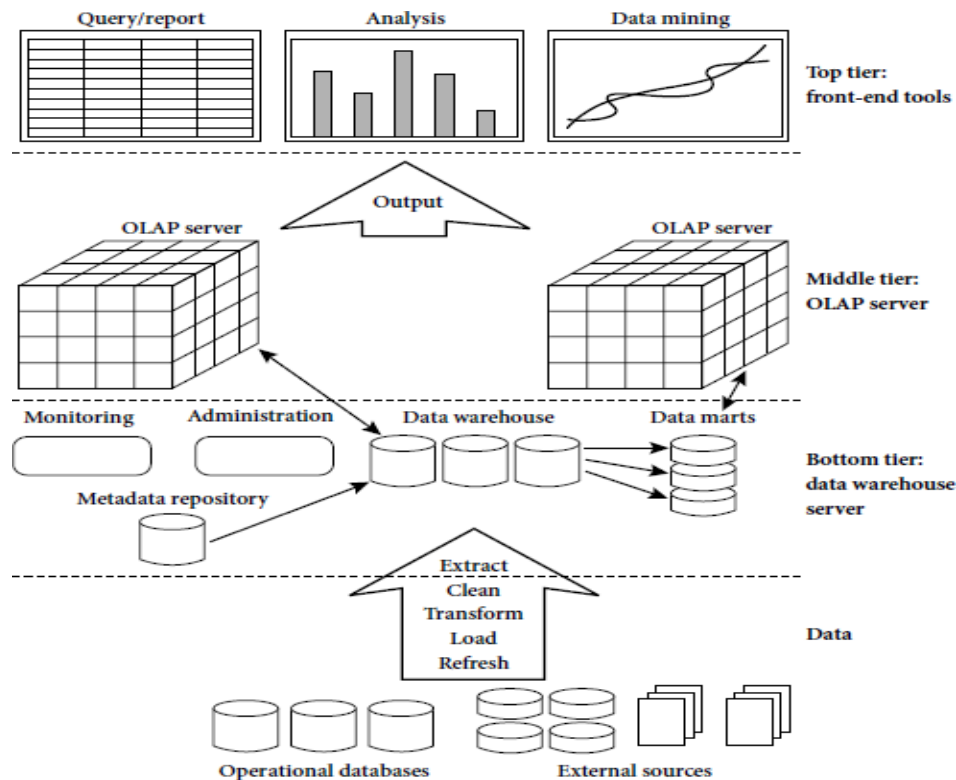 Query/report
Analysis
Data mining
Top tier:
front-end tools
Output
OLAP server
OLAP server
Middle tier:
OLAP server
Monitoring
Administration
Data warehouse
Data marts
Bottom tier:
data warehouse
server
Metadata repository
Extract
Clean
Transform
Load
Refresh
Data
Operational databases
External sources